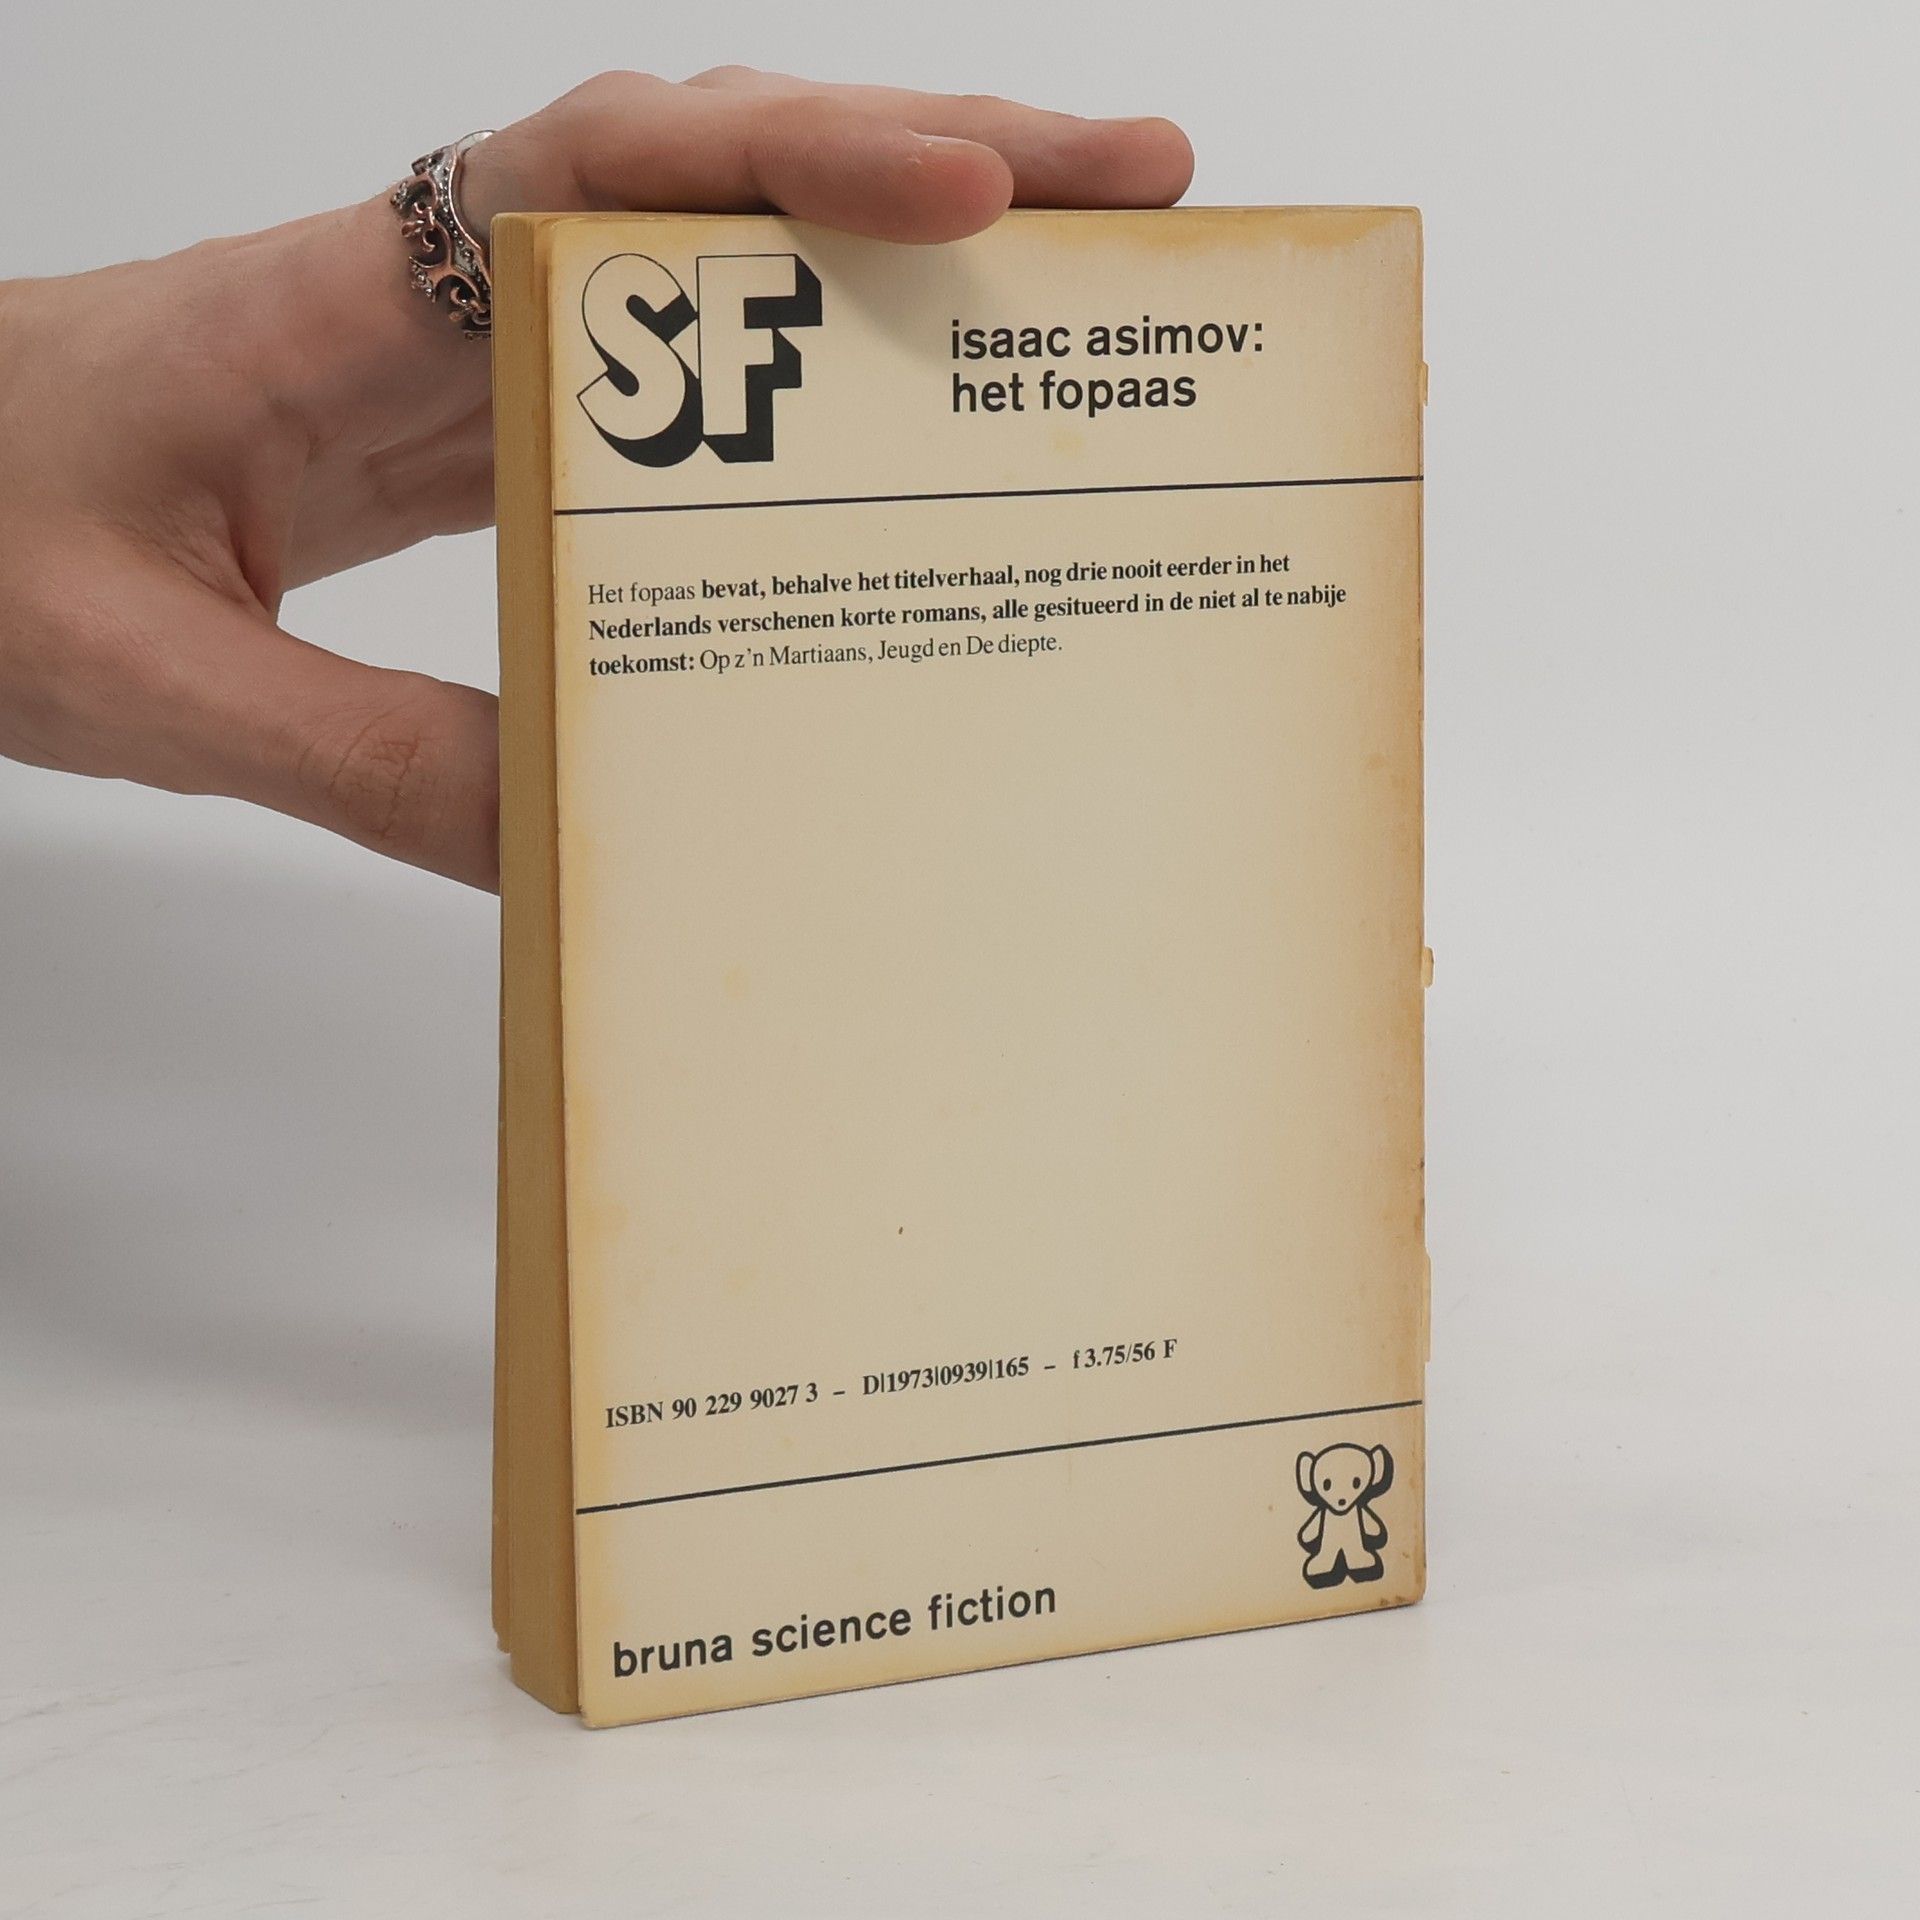 SF
isaac asimov:
het fopaas
Het fopaas bevat, behalve het titelverhaal, nog drie nooit eerder in het
Nederlands verschenen korte romans, alle gesitueerd in de niet al te nabije
toekomst: Op z'n Martiaans, Jeugd en De diepte.
ISBN 90 229 9027 3 – D|1973|0939|165 – f 3.75/56 F
bruna science fiction